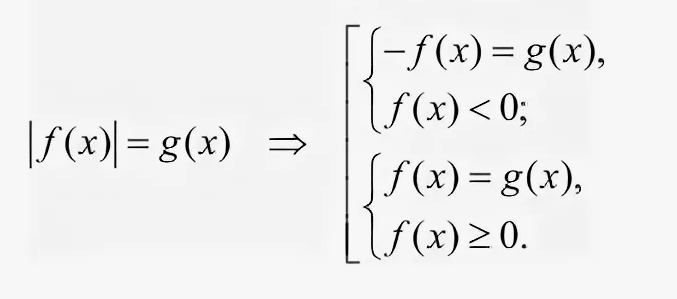 |f(x)| = g(x) ⇒
−f(x) = g(x),
f(x) < 0;
f(x) = g(x),
f(x) ≥ 0.